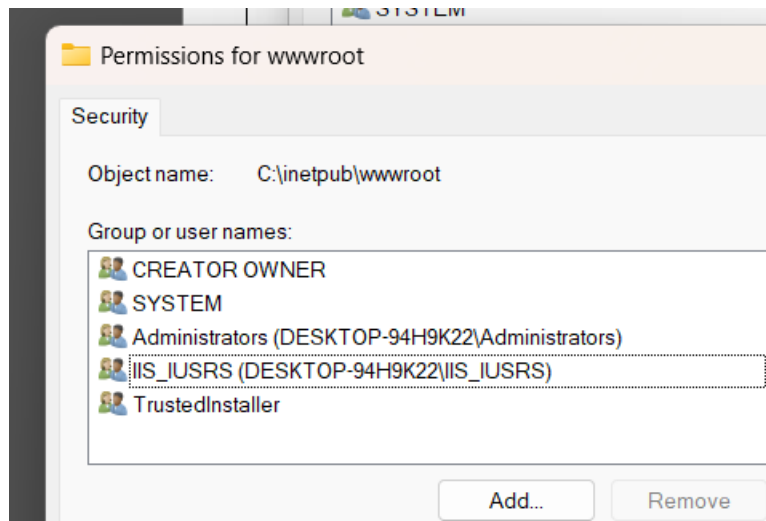 SYSTEM
Permissions for wwwroot
Security
Object name: C:\inetpub\wwwroot
Group or user names:
CREATOR OWNER
SYSTEM
Administrators (DESKTOP-94H9K22\Administrators)
IIS_IUSRS (DESKTOP-94H9K22\IIS_IUSRS)
TrustedInstaller
Add... Remove